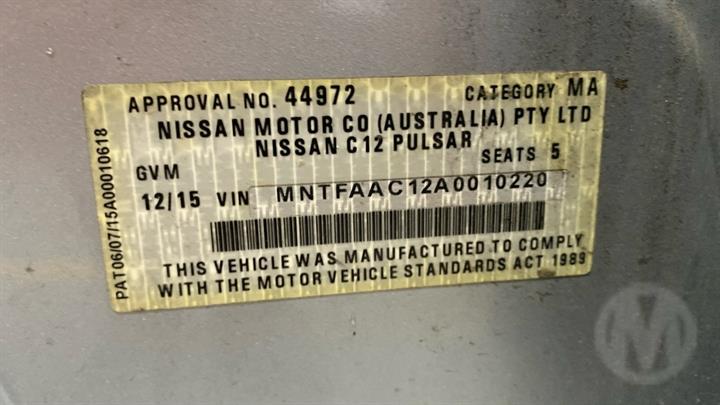 APPROVAL NO. 44972 CATEGORY MA
NISSAN MOTOR CO (AUSTRALIA) PTY LTD
NISSAN C12 PULSAR
GVM SEATS 5
12/15 VIN MNTFAAC12A0010220
THIS VEHICLE WAS MANUFACTURED TO COMPLY
WITH THE MOTOR VEHICLE STANDARDS ACT 1989
PAT06/07/15A00010618
M